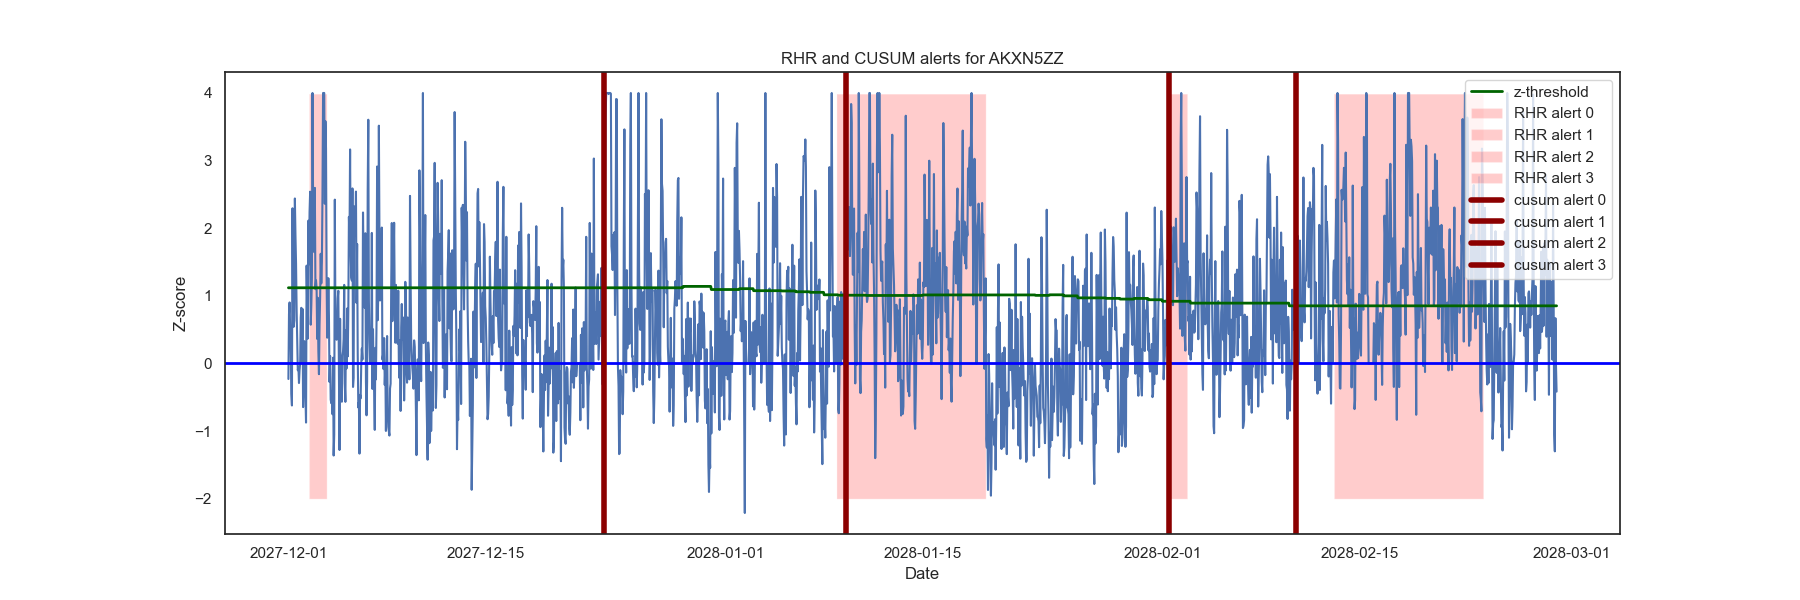 RHR and CUSUM alerts for AKXN5ZZ
4
3
2
1
0
−1
−2
Z-score
z-threshold
RHR alert 0
RHR alert 1
RHR alert 2
RHR alert 3
cusum alert 0
cusum alert 1
cusum alert 2
cusum alert 3
2027-12-01
2027-12-15
2028-01-01
2028-01-15
2028-02-01
2028-02-15
2028-03-01
Date